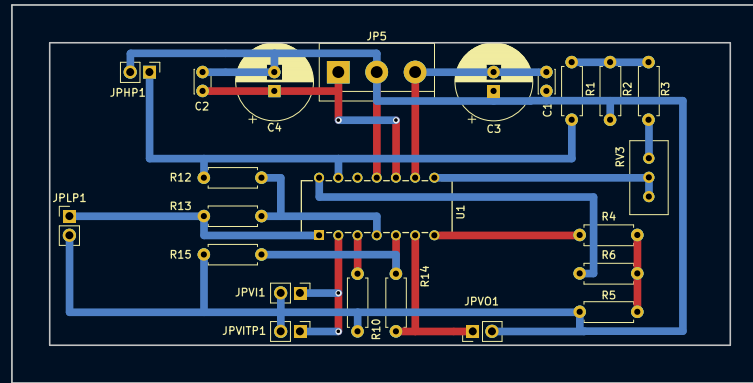 JP5
JPHP1
C2
C4
+
C3
+
C1
R1
R2
R3
RV3
R12
JPLP1
R13
U1
R4
R15
R6
R14
JPVI1
R5
JPVO1
JPVITP1
R10